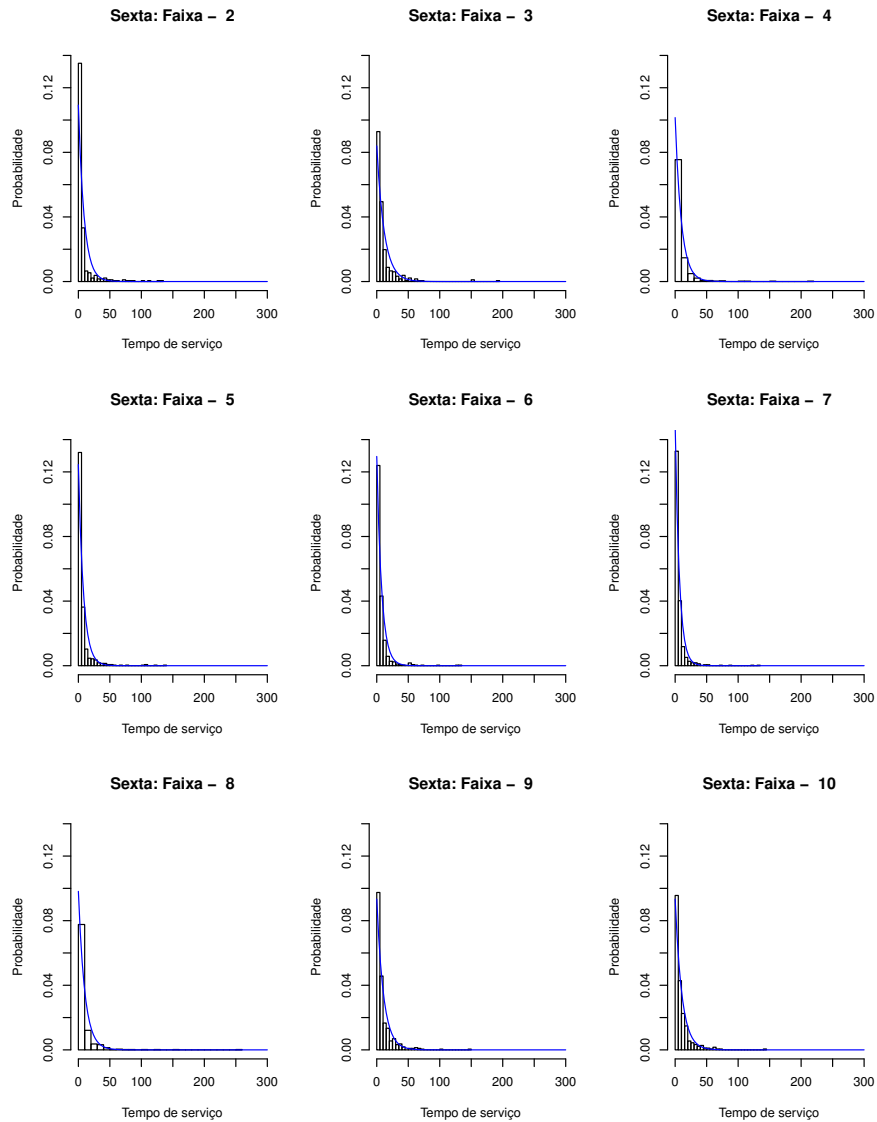 Sexta: Faixa − 2
Probabilidade
0.00 0.04 0.08 0.12
0 50 100 200 300
Tempo de serviço
Sexta: Faixa − 3
Probabilidade
0.00 0.04 0.08 0.12
0 50 100 200 300
Tempo de serviço
Sexta: Faixa − 4
Probabilidade
0.00 0.04 0.08 0.12
0 50 100 200 300
Tempo de serviço
Sexta: Faixa − 5
Probabilidade
0.00 0.04 0.08 0.12
0 50 100 200 300
Tempo de serviço
Sexta: Faixa − 6
Probabilidade
0.00 0.04 0.08 0.12
0 50 100 200 300
Tempo de serviço
Sexta: Faixa − 7
Probabilidade
0.00 0.04 0.08 0.12
0 50 100 200 300
Tempo de serviço
Sexta: Faixa − 8
Probabilidade
0.00 0.04 0.08 0.12
0 50 100 200 300
Tempo de serviço
Sexta: Faixa − 9
Probabilidade
0.00 0.04 0.08 0.12
0 50 100 200 300
Tempo de serviço
Sexta: Faixa − 10
Probabilidade
0.00 0.04 0.08 0.12
0 50 100 200 300
Tempo de serviço